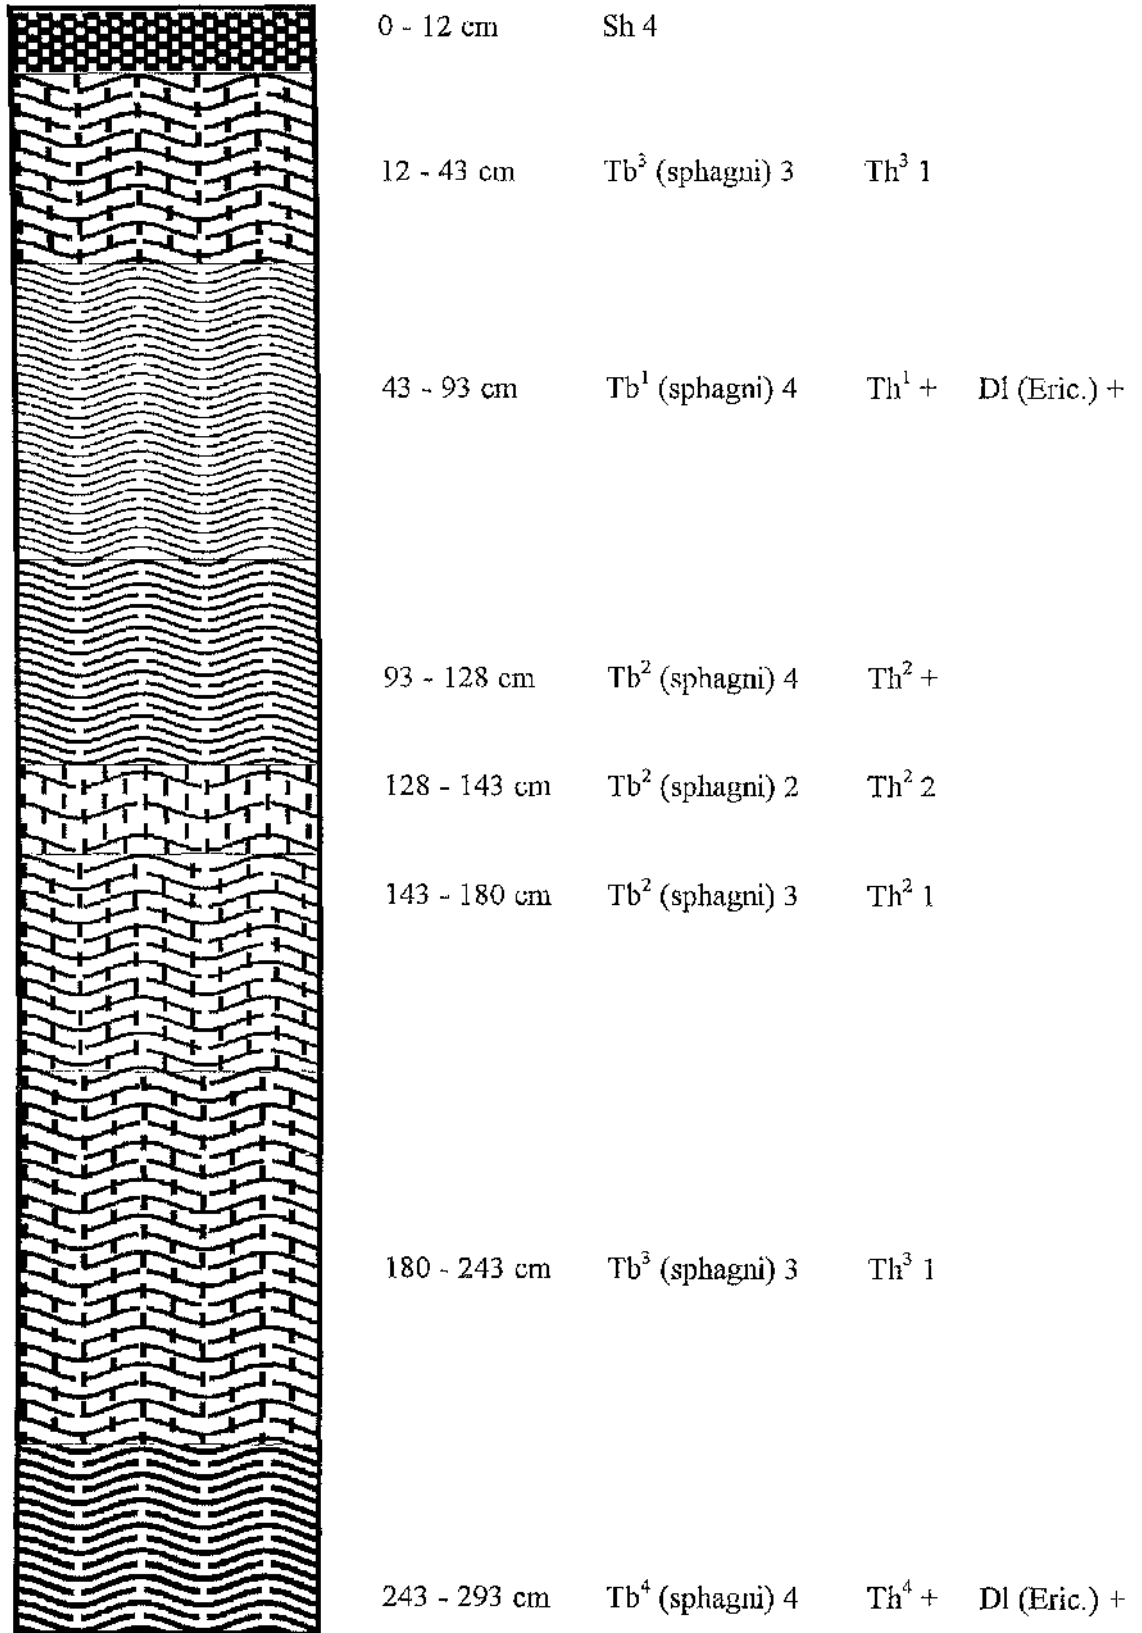 0 - 12 cm Sh 4
12 - 43 cm Tb³ (sphagni) 3 Th³ 1
43 - 93 cm Tb¹ (sphagni) 4 Th¹ + Dl (Eric.) +
93 - 128 cm Tb² (sphagni) 4 Th² +
128 - 143 cm Tb² (sphagni) 2 Th² 2
143 - 180 cm Tb² (sphagni) 3 Th² 1
180 - 243 cm Tb³ (sphagni) 3 Th³ 1
243 - 293 cm Tb⁴ (sphagni) 4 Th⁴ + Dl (Eric.) +